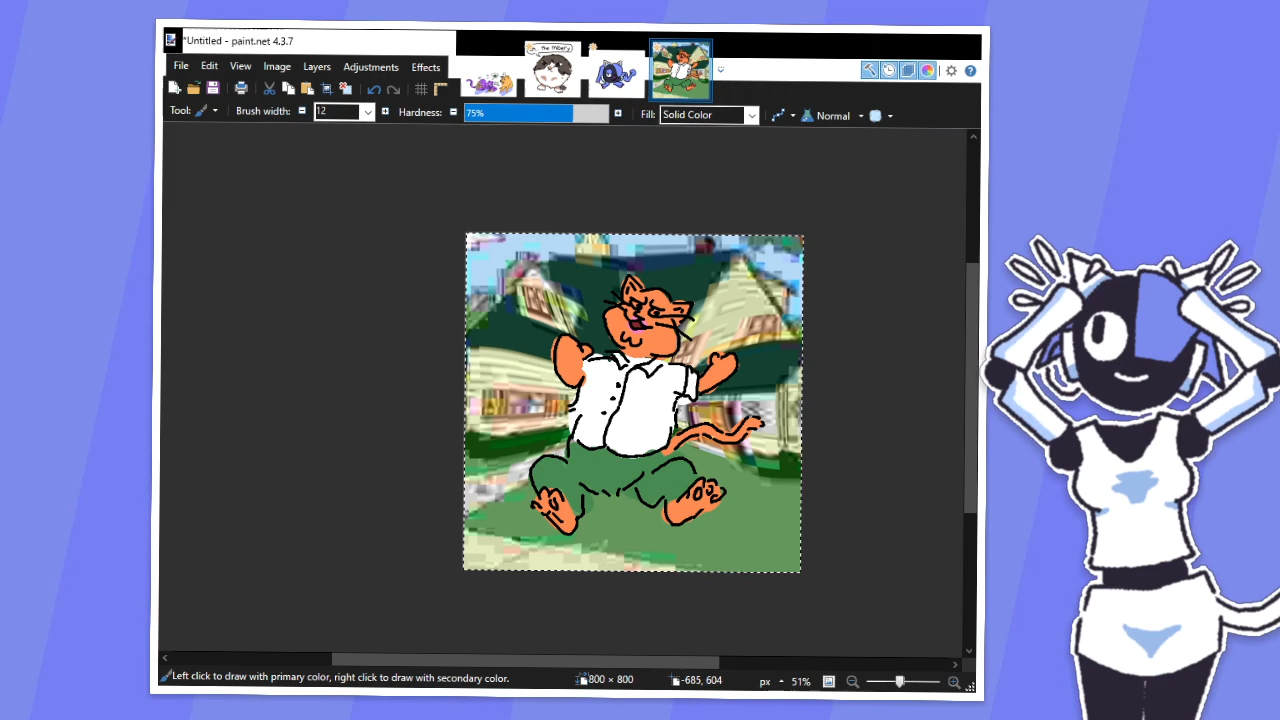 *Untitled - paint.net 4.3.7
the misery
File Edit View Image Layers Adjustments Effects
Tool: Brush width: 12 Hardness: 75% Fill: Solid Color Normal
Left click to draw with primary color, right click to draw with secondary color. 800 × 800 -685, 604 px 51%